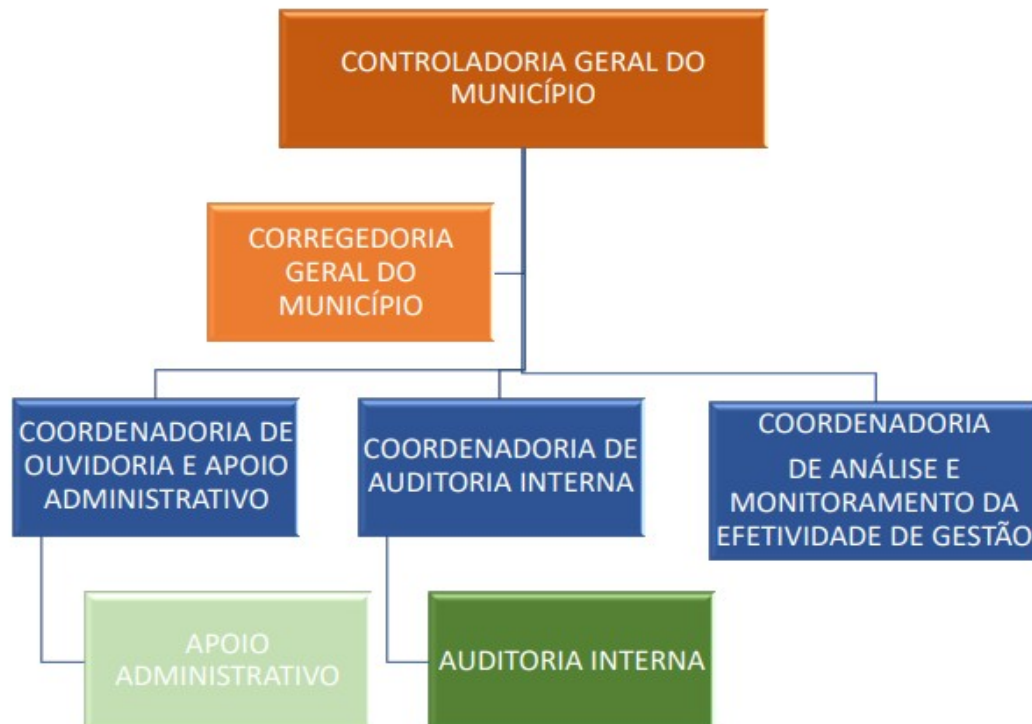 CONTROLADORIA GERAL DO
MUNICÍPIO
CORREGEDORIA
GERAL DO
MUNICÍPIO
COORDENADORIA DE
OUVIDORIA E APOIO
ADMINISTRATIVO
COORDENADORIA DE
AUDITORIA INTERNA
COORDENADORIA
DE ANÁLISE E
MONITORAMENTO DA
EFETIVIDADE DE GESTÃO
APOIO
ADMINISTRATIVO
AUDITORIA INTERNA